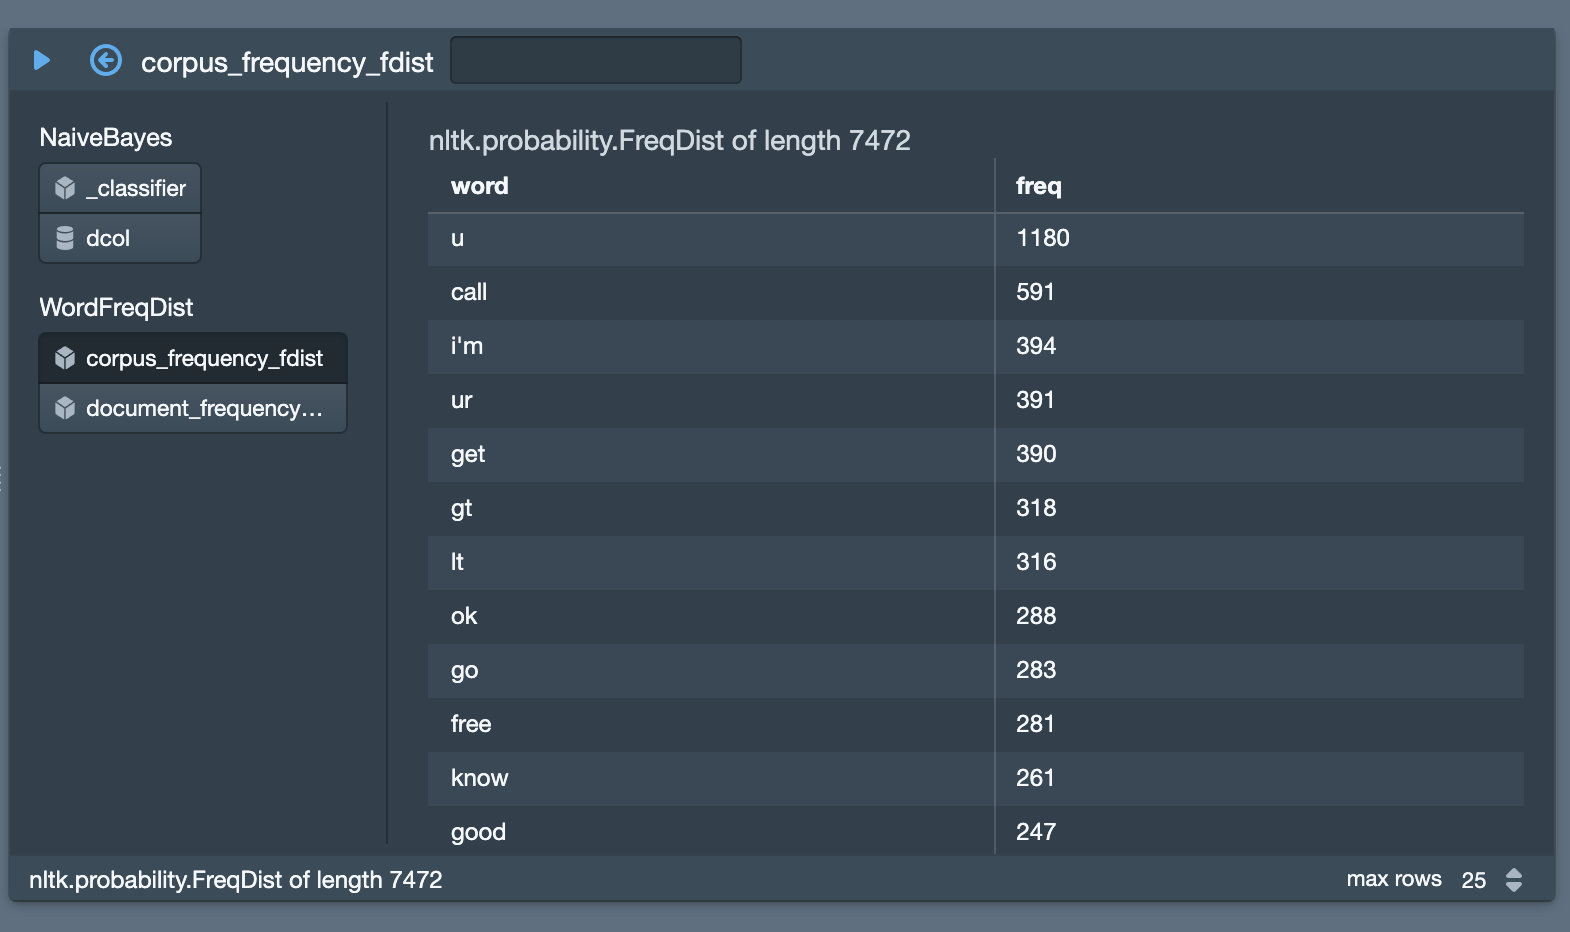 corpus_frequency_fdist
NaiveBayes
_classifier
dcol
WordFreqDist
corpus_frequency_fdist
document_frequency...
nltk.probability.FreqDist of length 7472
word freq
u 1180
call 591
i'm 394
ur 391
get 390
gt 318
lt 316
ok 288
go 283
free 281
know 261
good 247
nltk.probability.FreqDist of length 7472
max rows 25